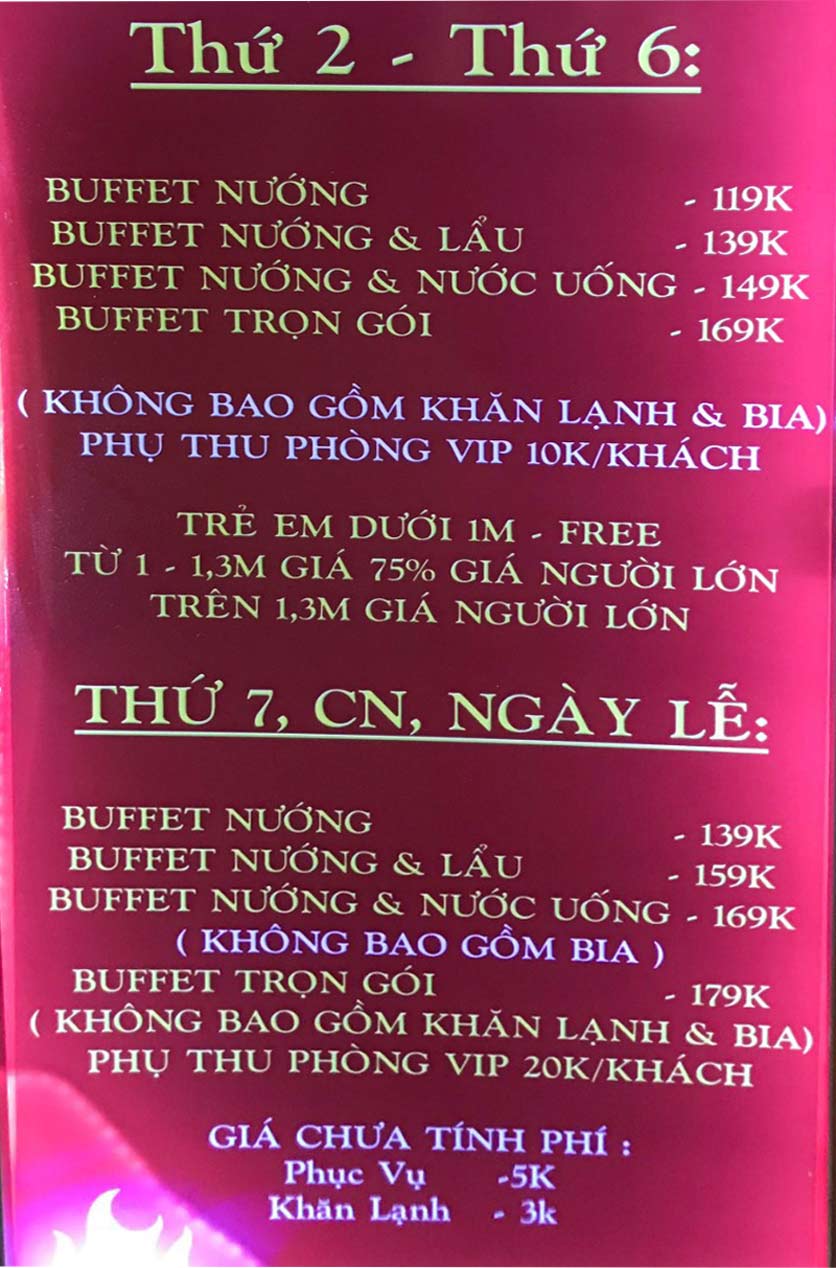 Thứ 2 - Thứ 6:
BUFFET NƯỚNG - 119K
BUFFET NƯỚNG & LẨU - 139K
BUFFET NƯỚNG & NƯỚC UỐNG - 149K
BUFFET TRỌN GÓI - 169K
( KHÔNG BAO GỒM KHĂN LẠNH & BIA)
PHỤ THU PHÒNG VIP 10K/KHÁCH
TRẺ EM DƯỚI 1M - FREE
TỪ 1 - 1,3M GIÁ 75% GIÁ NGƯỜI LỚN
TRÊN 1,3M GIÁ NGƯỜI LỚN
THỨ 7, CN, NGÀY LỄ:
BUFFET NƯỚNG - 139K
BUFFET NƯỚNG & LẨU - 159K
BUFFET NƯỚNG & NƯỚC UỐNG - 169K
( KHÔNG BAO GỒM BIA )
BUFFET TRỌN GÓI - 179K
( KHÔNG BAO GỒM KHĂN LẠNH & BIA)
PHỤ THU PHÒNG VIP 20K/KHÁCH
GIÁ CHƯA TÍNH PHÍ :
Phục Vụ -5K
Khăn Lạnh - 3k